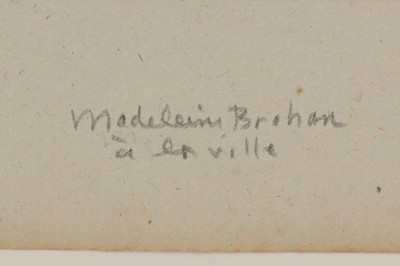 Madeleine Brohan
à la ville